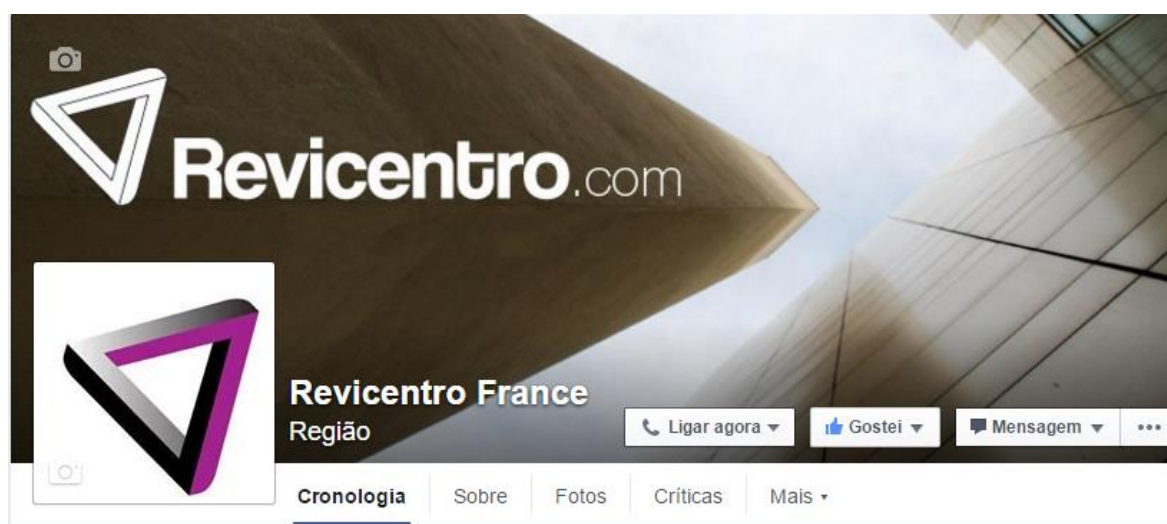 Revicentro.com
Revicentro France
Região
Ligar agora
Gostei
Mensagem
Cronologia Sobre Fotos Críticas Mais